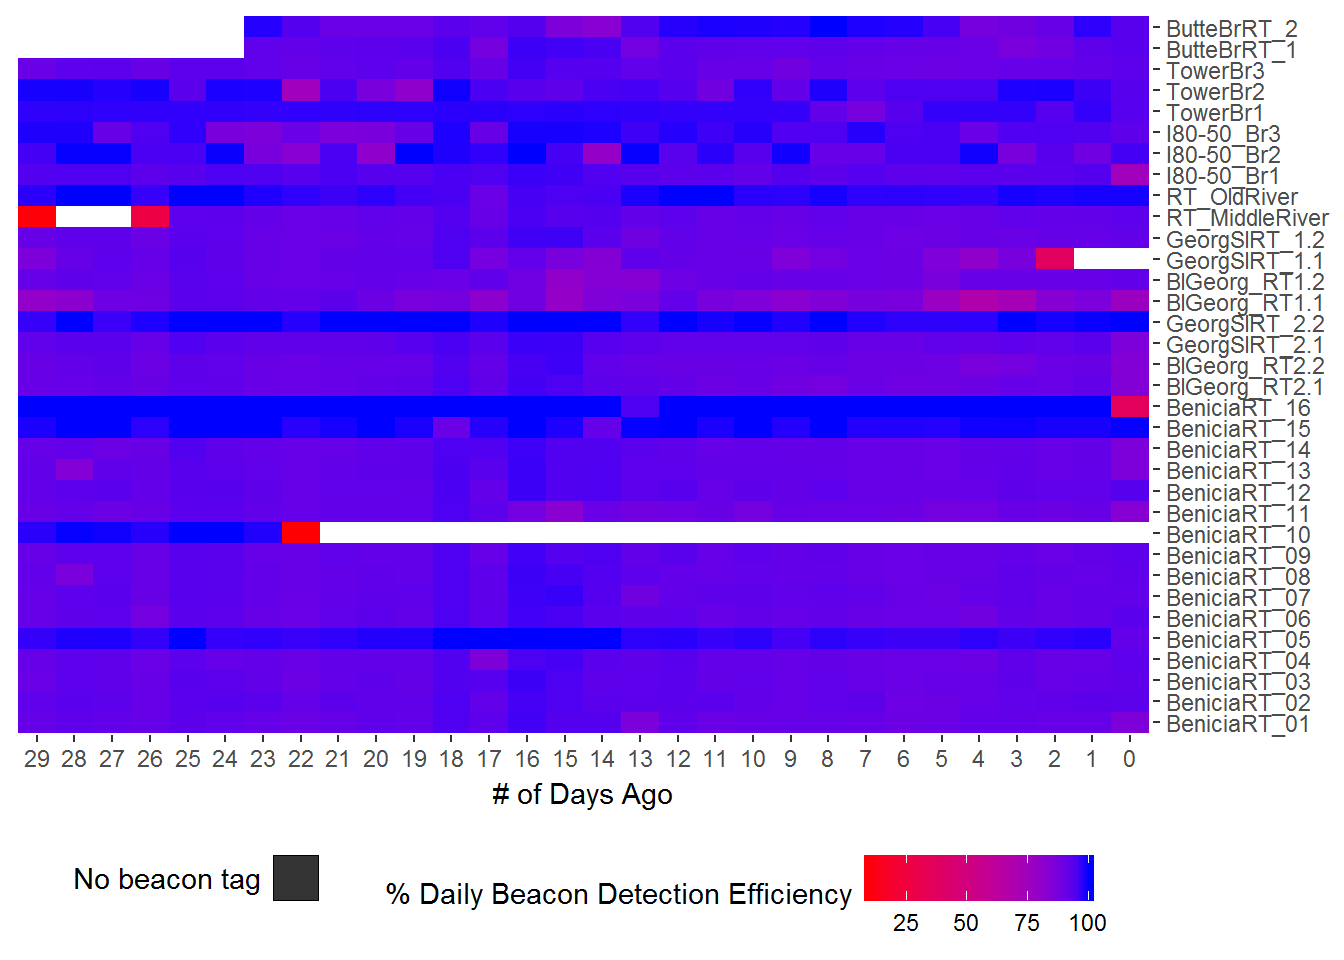 ButteBrRT_2
ButteBrRT_1
TowerBr3
TowerBr2
TowerBr1
I80-50_Br3
I80-50_Br2
I80-50_Br1
RT_OldRiver
RT_MiddleRiver
GeorgSlRT_1.2
GeorgSlRT_1.1
BlGeorg_RT1.2
BlGeorg_RT1.1
GeorgSlRT_2.2
GeorgSlRT_2.1
BlGeorg_RT2.2
BlGeorg_RT2.1
BeniciaRT_16
BeniciaRT_15
BeniciaRT_14
BeniciaRT_13
BeniciaRT_12
BeniciaRT_11
BeniciaRT_10
BeniciaRT_09
BeniciaRT_08
BeniciaRT_07
BeniciaRT_06
BeniciaRT_05
BeniciaRT_04
BeniciaRT_03
BeniciaRT_02
BeniciaRT_01
29 28 27 26 25 24 23 22 21 20 19 18 17 16 15 14 13 12 11 10 9 8 7 6 5 4 3 2 1 0
# of Days Ago
No beacon tag
% Daily Beacon Detection Efficiency
25 50 75 100